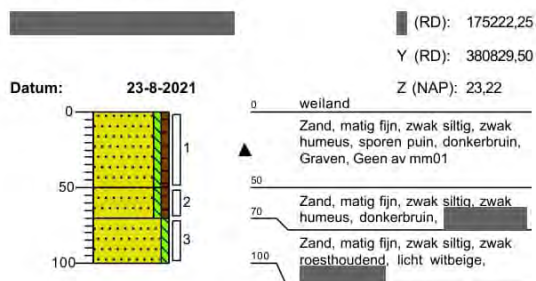 (RD): 175222,25
Y (RD): 380829,50
Datum: 23-8-2021
Z (NAP): 23,22
0
0 weiland
Zand, matig fijn, zwak siltig, zwak
humeus, sporen puin, donkerbruin,
Graven, Geen av mm01
1
50
50
Zand, matig fijn, zwak siltig, zwak
humeus, donkerbruin,
2
70
Zand, matig fijn, zwak siltig, zwak
roesthoudend, licht witbeige,
3
100
100